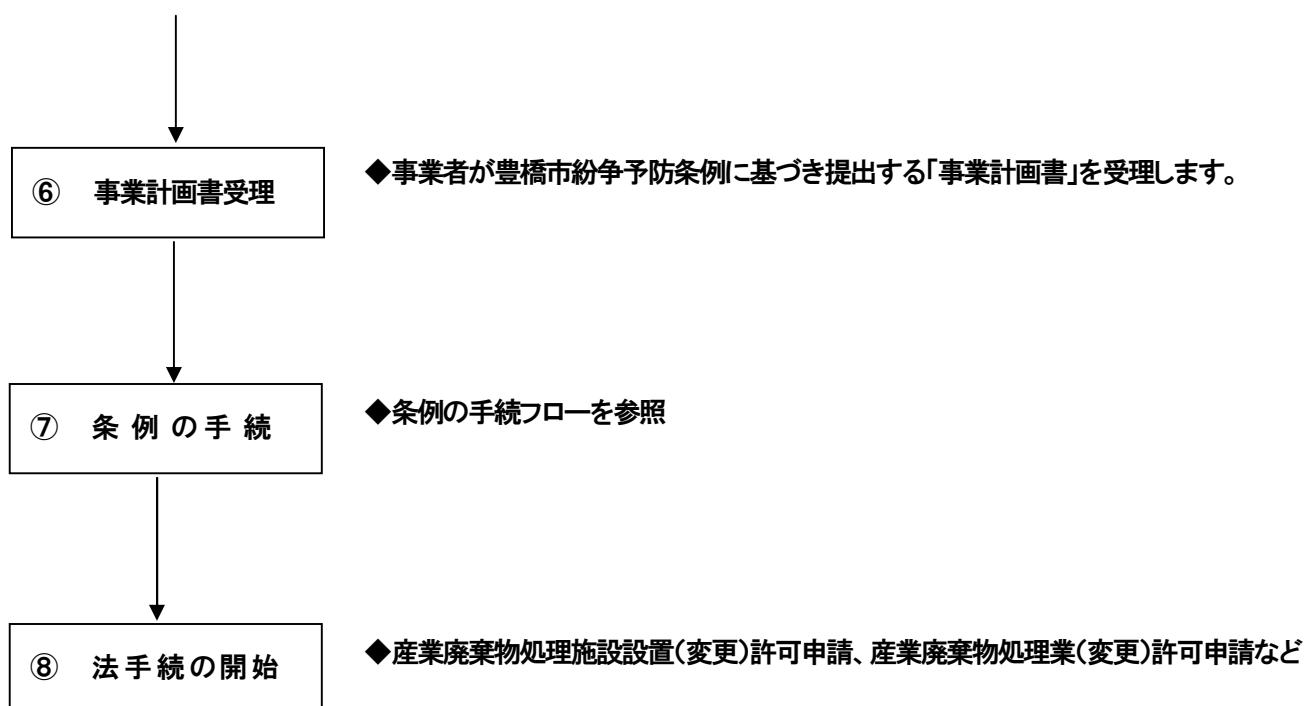 ⑥ 事業計画書受理
◆事業者が豊橋市紛争予防条例に基づき提出する「事業計画書」を受理します。
⑦ 条例の手続
◆条例の手続フローを参照
⑧ 法手続の開始
◆産業廃棄物処理施設設置(変更)許可申請、産業廃棄物処理業(変更)許可申請など